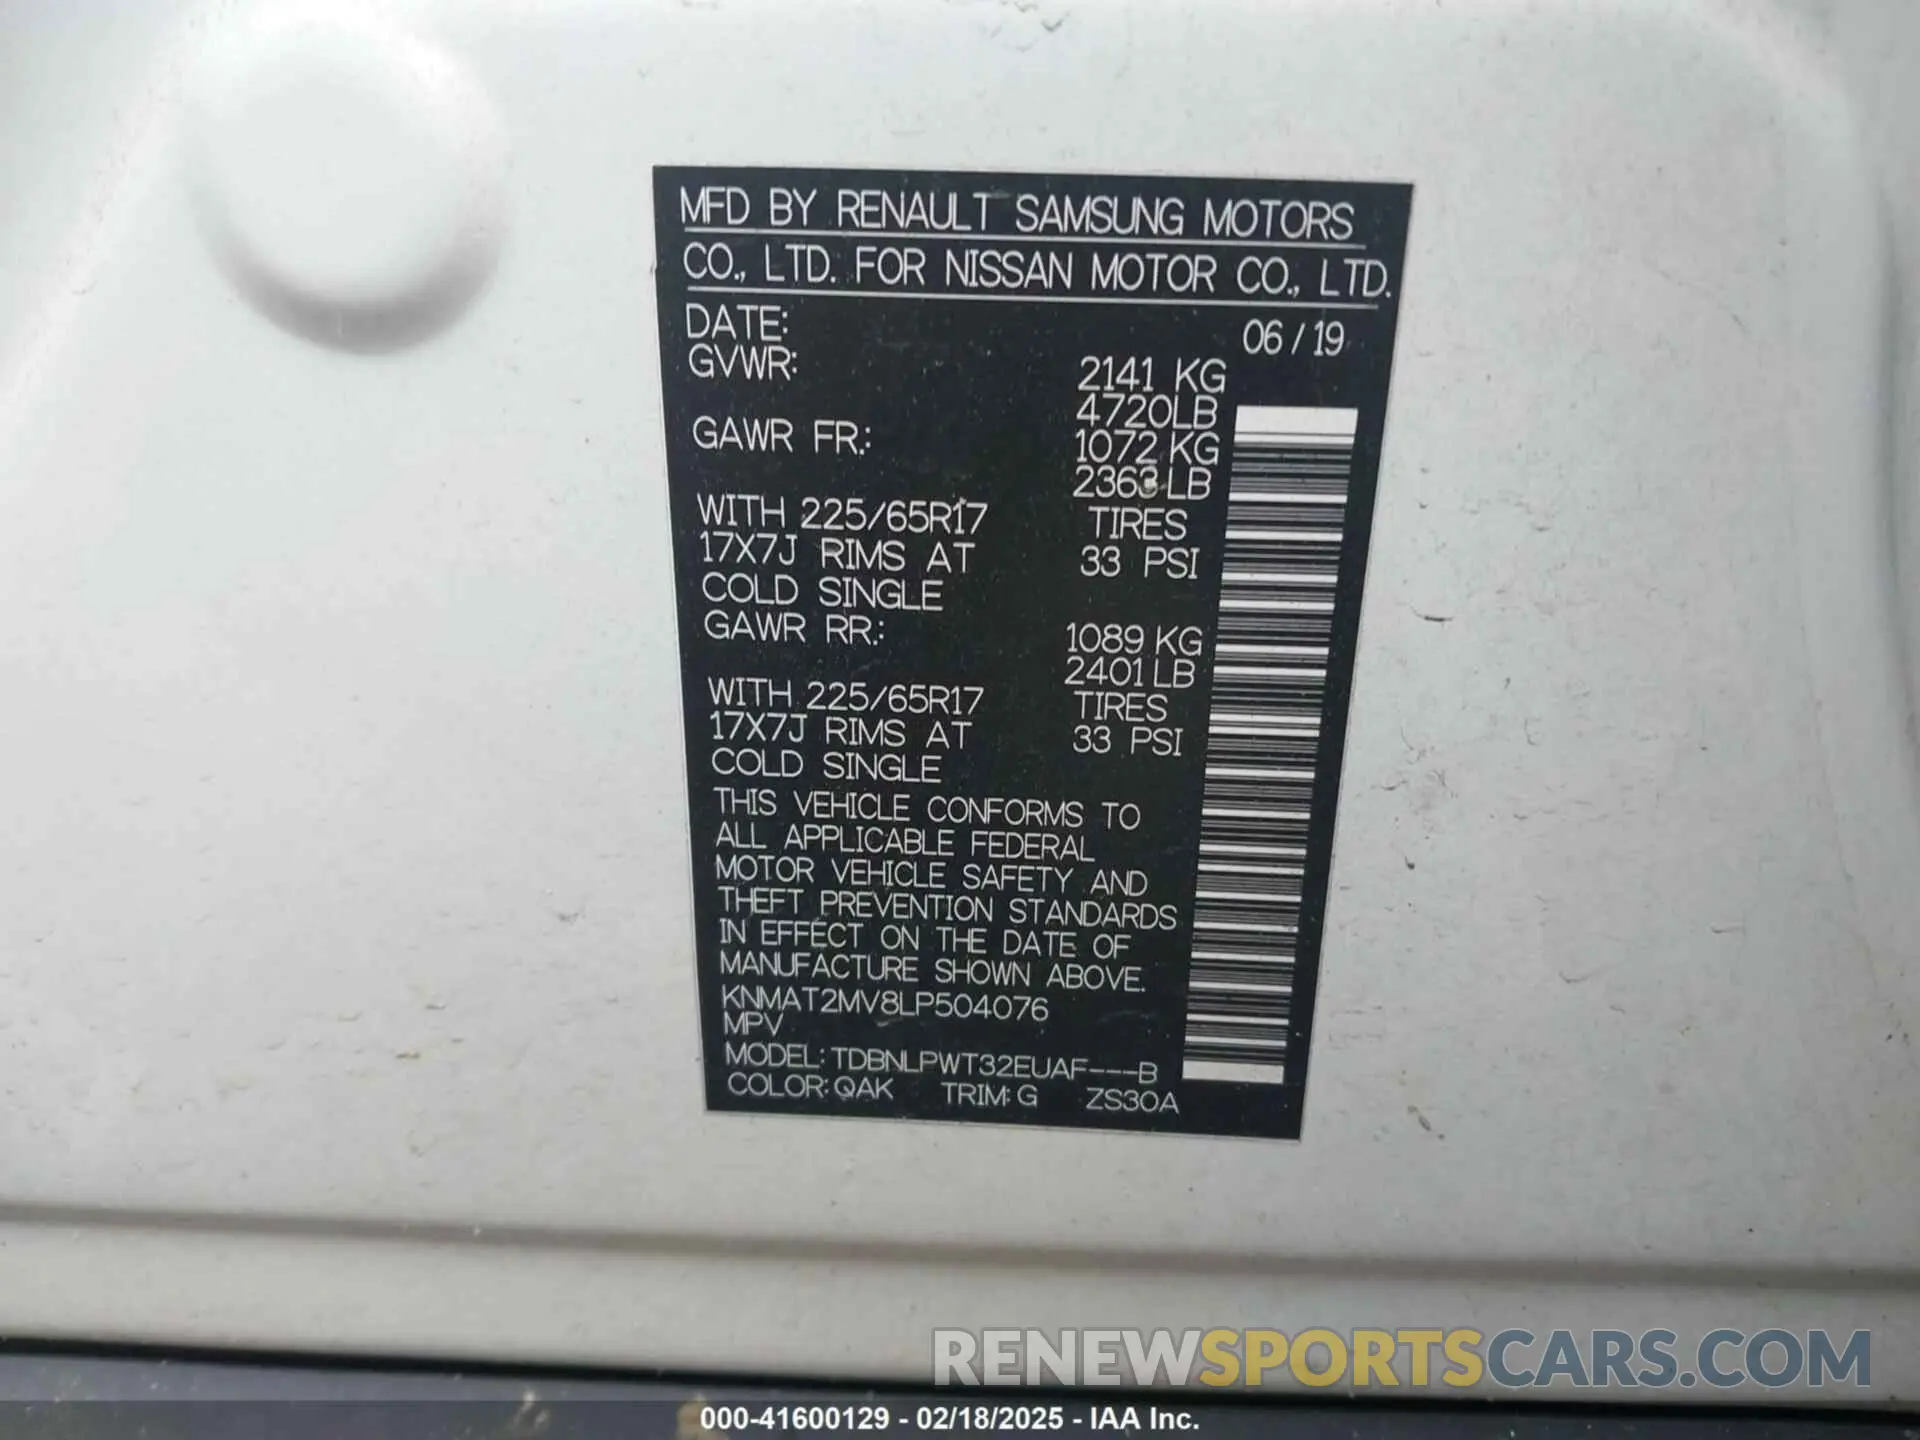 MFD BY RENAULT SAMSUNG MOTORS
CO., LTD. FOR NISSAN MOTOR CO., LTD.
DATE: 06 / 19
GVWR: 2141 KG
4720LB
GAWR FR.: 1072 KG
2363 LB
WITH 225/65R17 TIRES
17X7J RIMS AT 33 PSI
COLD SINGLE
GAWR RR.: 1089 KG
2401 LB
WITH 225/65R17 TIRES
17X7J RIMS AT 33 PSI
COLD SINGLE
THIS VEHICLE CONFORMS TO
ALL APPLICABLE FEDERAL
MOTOR VEHICLE SAFETY AND
THEFT PREVENTION STANDARDS
IN EFFECT ON THE DATE OF
MANUFACTURE SHOWN ABOVE.
KNMAT2MV8LP504076
MPV
MODEL: TDBNLPWT32EUAF---B
COLOR: QAK TRIM: G ZS30A
RENEWSPORTSCARS.COM
000-41600129 - 02/18/2025 - IAA Inc.